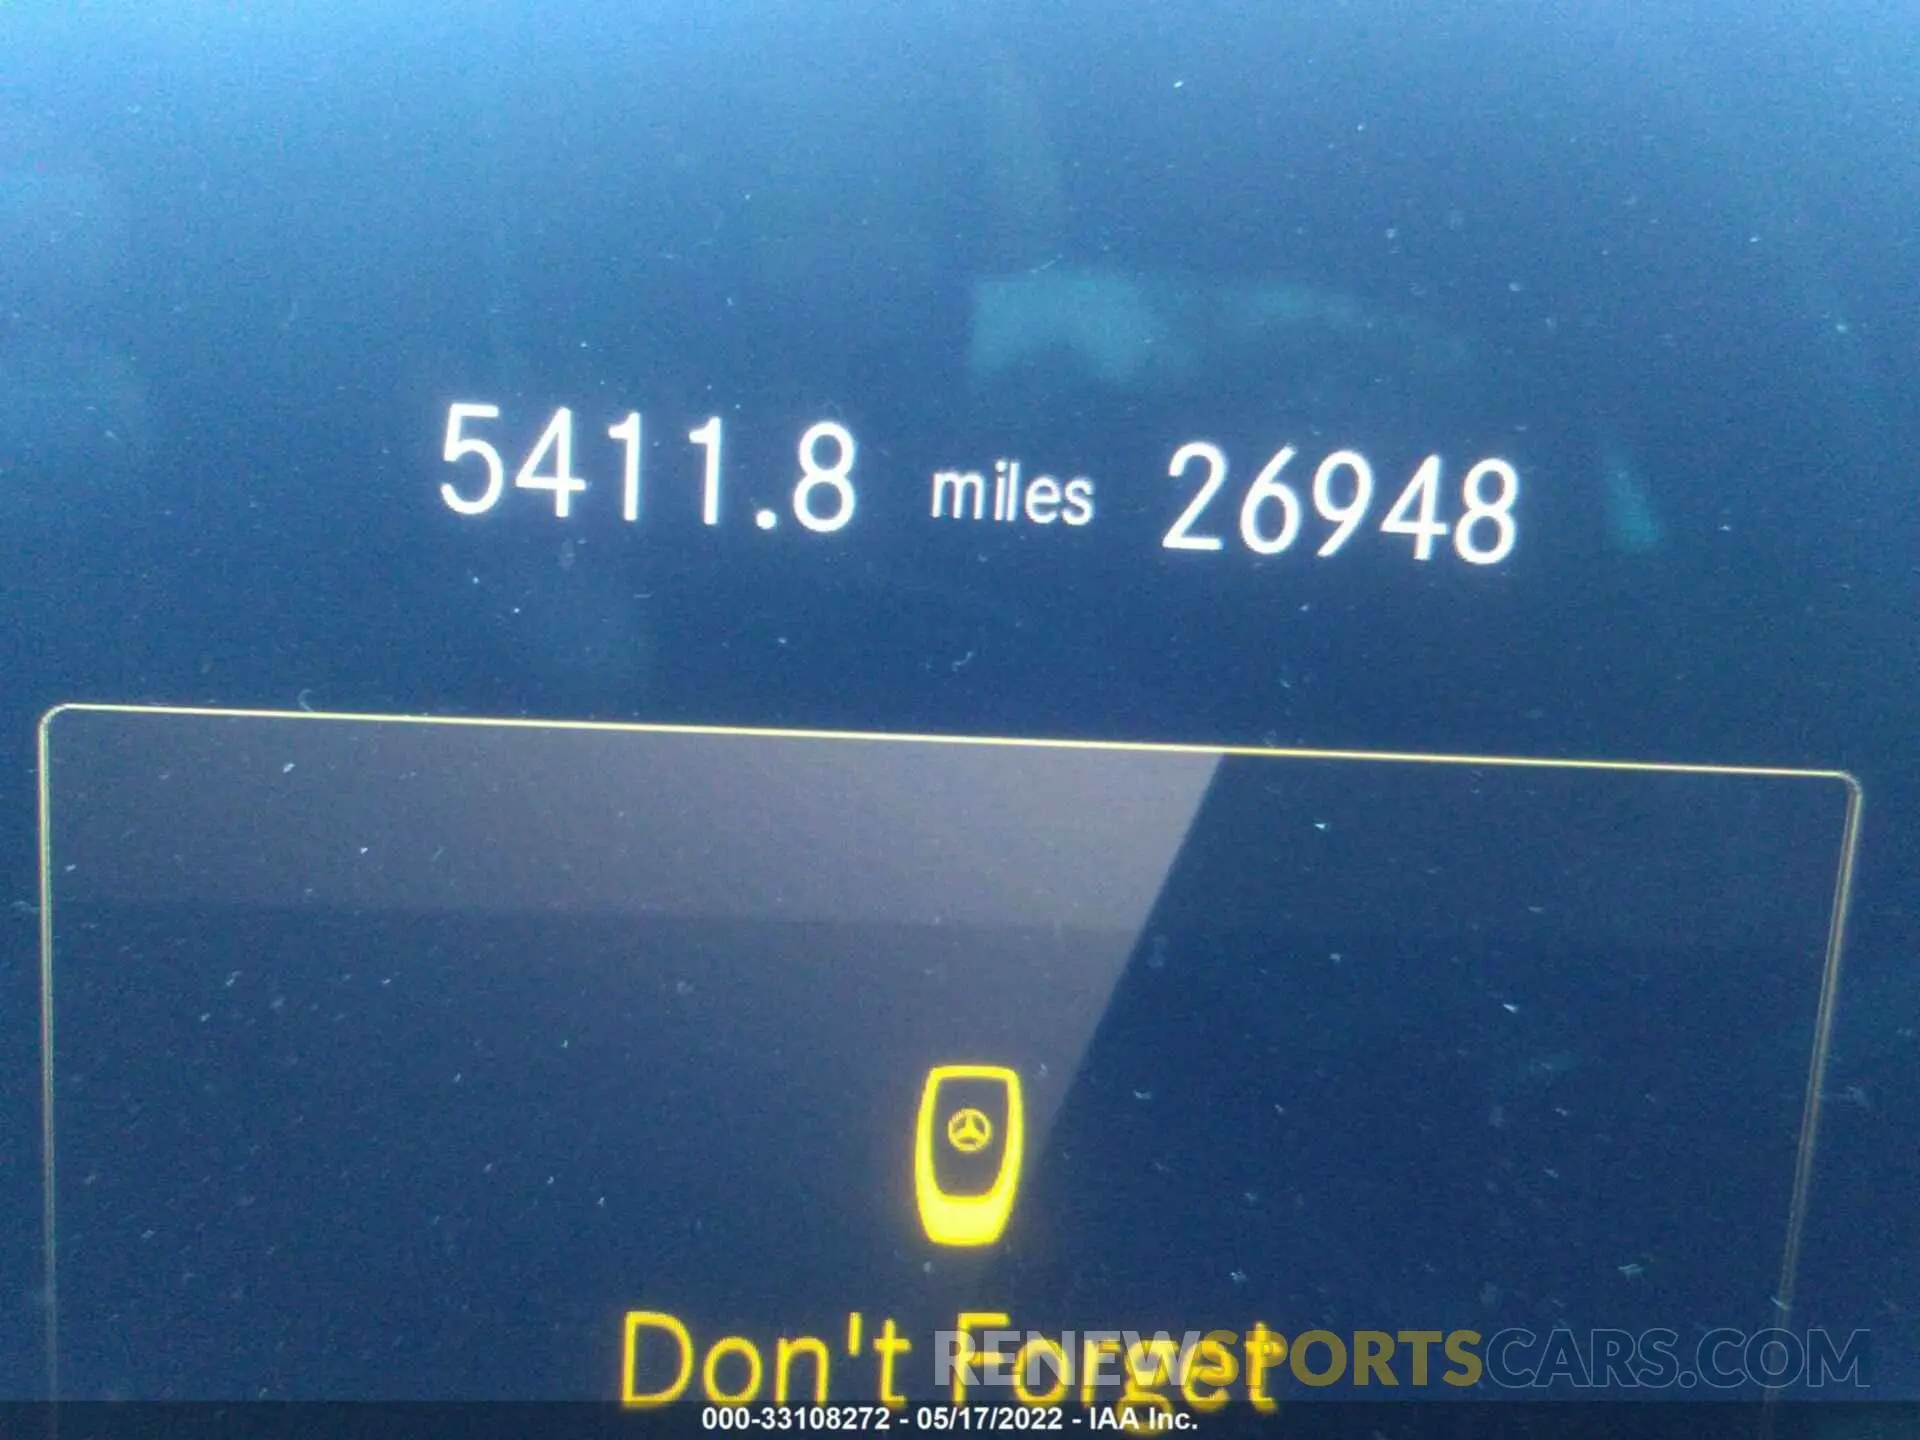 5411.8 miles 26948
Don't Forget
RENEWSPORTSCARS.COM
000-33108272 - 05/17/2022 - IAA Inc.